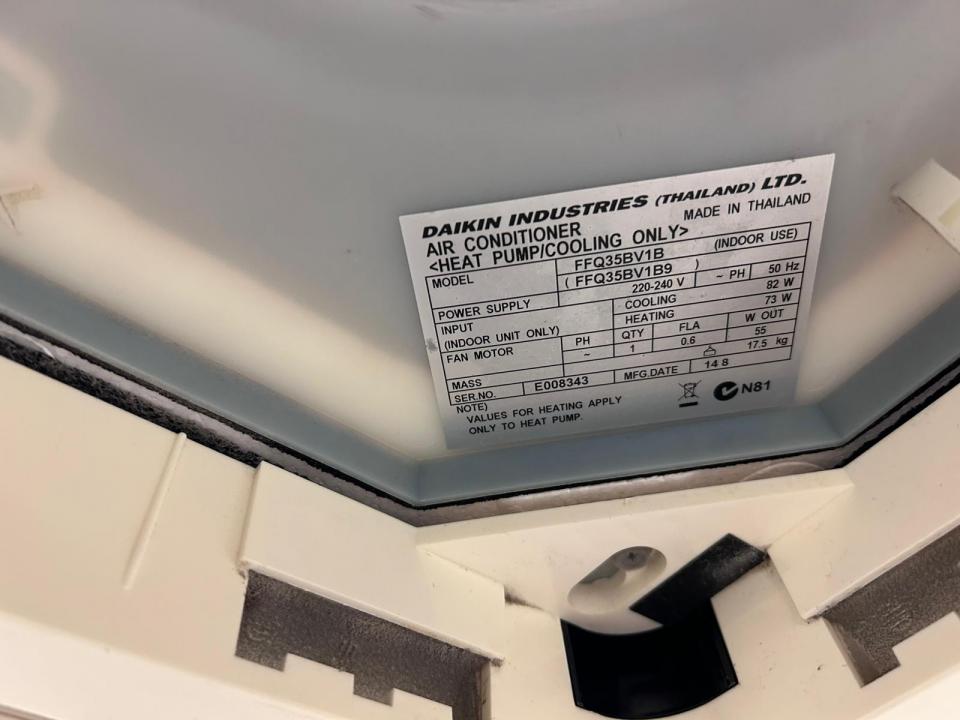 DAIKIN INDUSTRIES (THAILAND) LTD.
AIR CONDITIONER MADE IN THAILAND
<HEAT PUMP/COOLING ONLY> (INDOOR USE)
MODEL FFQ35BV1B
( FFQ35BV1B9 )
POWER SUPPLY 220-240 V ~ PH 50 Hz
INPUT COOLING 82 W
(INDOOR UNIT ONLY) HEATING 73 W
FAN MOTOR PH QTY FLA W OUT
~ 1 0.6 55
MASS 17.5 kg
SER.NO. E008343 MFG.DATE 14 8
NOTE)
VALUES FOR HEATING APPLY
ONLY TO HEAT PUMP.
N81